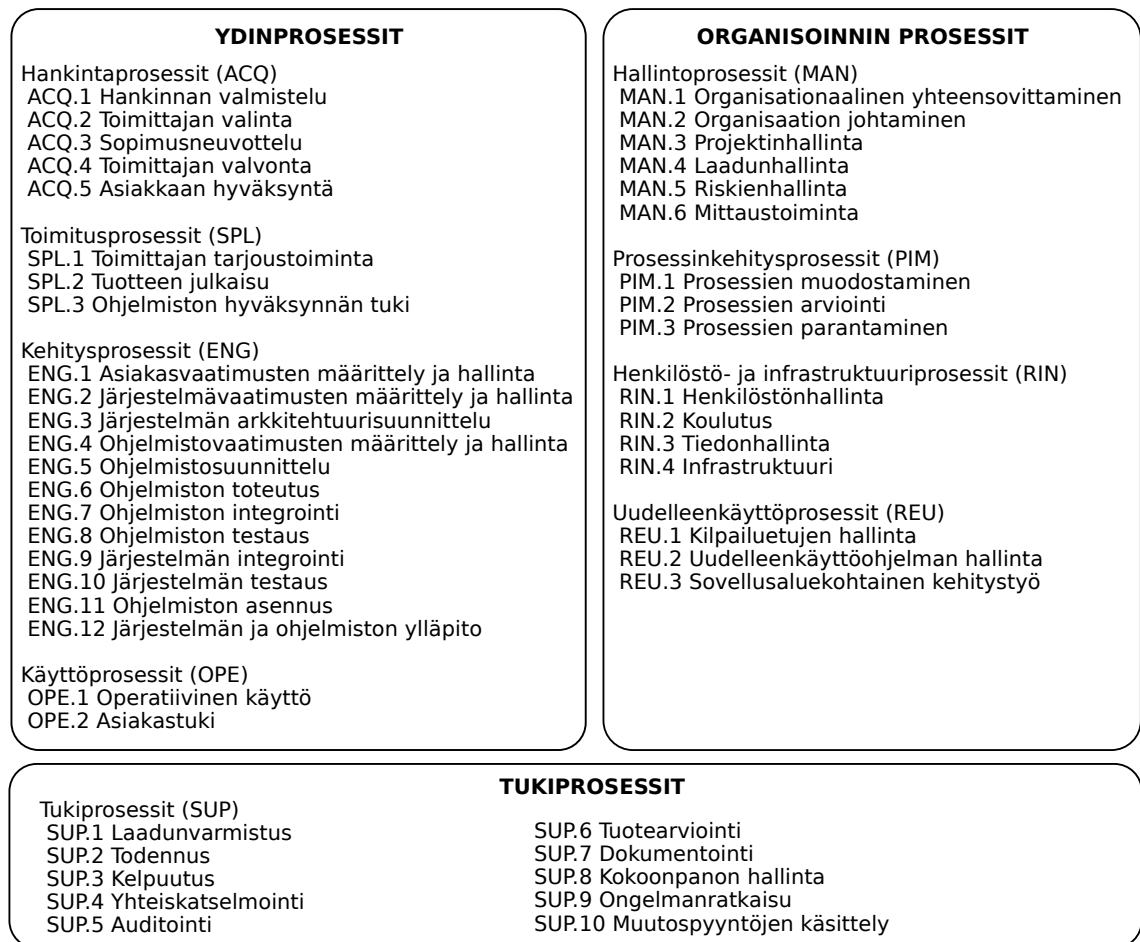 YDINPROSESSIT
Hankintaprosessit (ACQ)
ACQ.1 Hankinnan valmistelu
ACQ.2 Toimittajan valinta
ACQ.3 Sopimusneuvottelu
ACQ.4 Toimittajan valvonta
ACQ.5 Asiakkaan hyväksyntä
Toimitusprosessit (SPL)
SPL.1 Toimittajan tarjoustoiminta
SPL.2 Tuotteen julkaisu
SPL.3 Ohjelmiston hyväksynnän tuki
Kehitysprosessit (ENG)
ENG.1 Asiakasvaatimusten määrittely ja hallinta
ENG.2 Järjestelmävaatimusten määrittely ja hallinta
ENG.3 Järjestelmän arkkitehtuurisuunnittelu
ENG.4 Ohjelmistovaatimusten määrittely ja hallinta
ENG.5 Ohjelmistosuunnittelu
ENG.6 Ohjelmiston toteutus
ENG.7 Ohjelmiston integrointi
ENG.8 Ohjelmiston testaus
ENG.9 Järjestelmän integrointi
ENG.10 Järjestelmän testaus
ENG.11 Ohjelmiston asennus
ENG.12 Järjestelmän ja ohjelmiston ylläpito
Käyttöprosessit (OPE)
OPE.1 Operatiivinen käyttö
OPE.2 Asiakastuki
ORGANISOINNIN PROSESSIT
Hallintoprosessit (MAN)
MAN.1 Organisationaalinen yhteensovittaminen
MAN.2 Organisaation johtaminen
MAN.3 Projektinhallinta
MAN.4 Laadunhallinta
MAN.5 Riskienhallinta
MAN.6 Mittaustoiminta
Prosessinkehitysprosessit (PIM)
PIM.1 Prosessien muodostaminen
PIM.2 Prosessien arviointi
PIM.3 Prosessien parantaminen
Henkilöstö- ja infrastruktuuriprosessit (RIN)
RIN.1 Henkilöstönhallinta
RIN.2 Koulutus
RIN.3 Tiedonhallinta
RIN.4 Infrastruktuuri
Uudelleenkäyttöprosessit (REU)
REU.1 Kilpailuetujen hallinta
REU.2 Uudelleenkäyttöohjelman hallinta
REU.3 Sovellusaluekohtainen kehitystyö
TUKIPROSESSIT
Tukiprosessit (SUP)
SUP.1 Laadunvarmistus
SUP.2 Todennus
SUP.3 Kelpuutus
SUP.4 Yhteiskatselmointi
SUP.5 Auditointi
SUP.6 Tuotearviointi
SUP.7 Dokumentointi
SUP.8 Kokoonpanon hallinta
SUP.9 Ongelmanratkaisu
SUP.10 Muutospyyntöjen käsittely